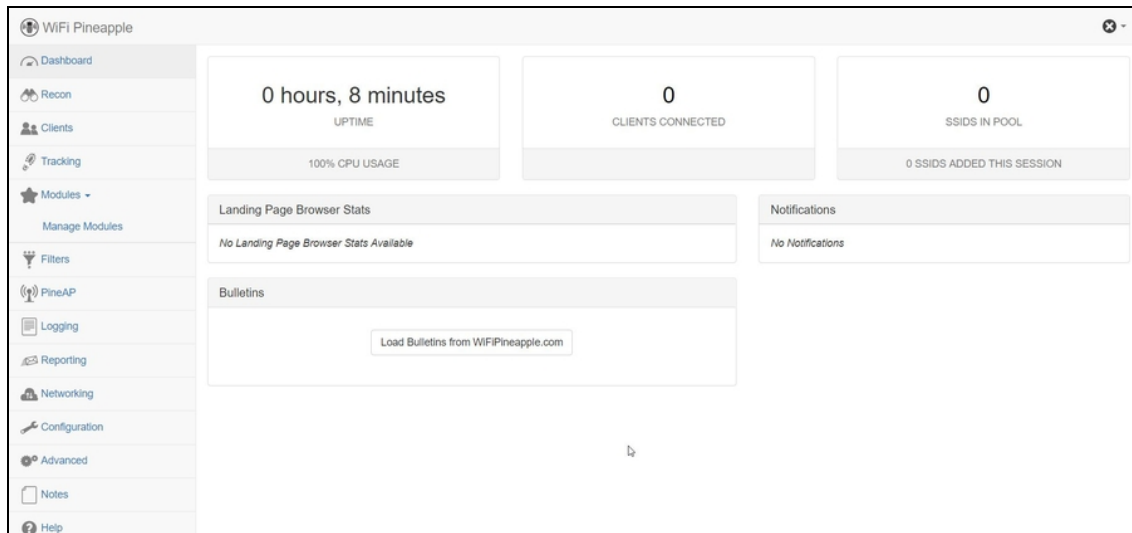 WiFi Pineapple
Dashboard
Recon
Clients
Tracking
Modules
Manage Modules
Filters
PineAP
Logging
Reporting
Networking
Configuration
Advanced
Notes
Help
0 hours, 8 minutes
UPTIME
100% CPU USAGE
0
CLIENTS CONNECTED
0
SSIDS IN POOL
0 SSIDS ADDED THIS SESSION
Landing Page Browser Stats
No Landing Page Browser Stats Available
Notifications
No Notifications
Bulletins
Load Bulletins from WiFiPineapple.com